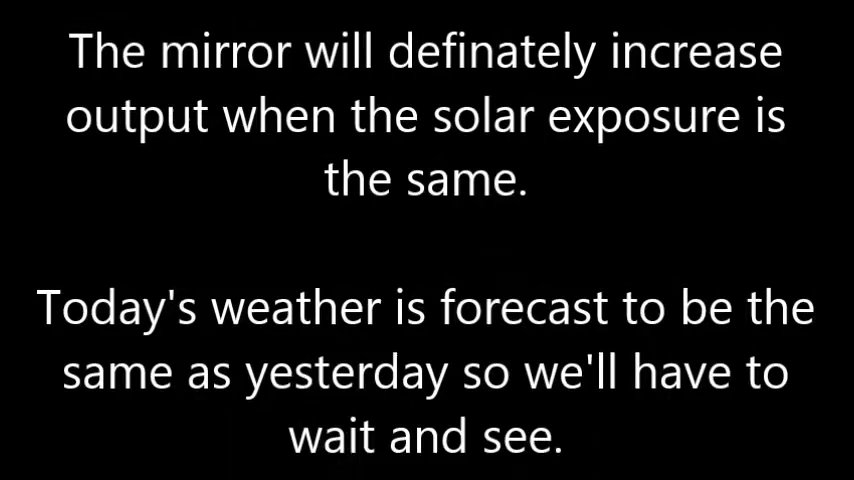 The mirror will definately increase
output when the solar exposure is
the same.
Today's weather is forecast to be the
same as yesterday so we'll have to
wait and see.